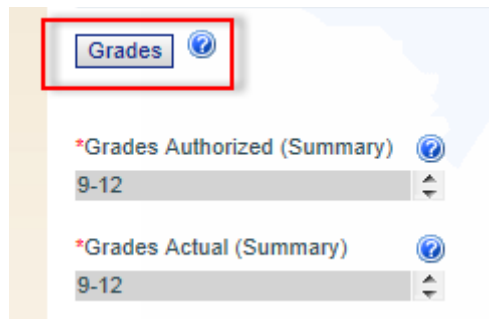 Grades ?
*Grades Authorized (Summary) ?
9-12
*Grades Actual (Summary) ?
9-12